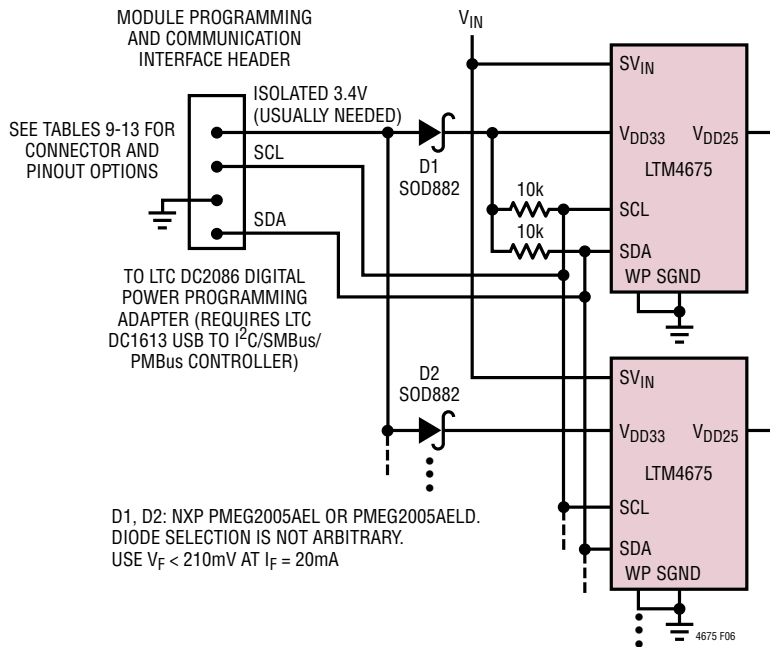 MODULE PROGRAMMING
AND COMMUNICATION
INTERFACE HEADER
VIN
ISOLATED 3.4V
(USUALLY NEEDED)
SEE TABLES 9-13 FOR
CONNECTOR AND
PINOUT OPTIONS
SCL
SDA
D1
SOD882
10k
10k
SVIN
VDD33
VDD25
LTM4675
SCL
SDA
WP SGND
TO LTC DC2086 DIGITAL
POWER PROGRAMMING
ADAPTER (REQUIRES LTC
DC1613 USB TO I2C/SMBus/
PMBus CONTROLLER)
D2
SOD882
SVIN
VDD33
VDD25
LTM4675
SCL
SDA
WP SGND
D1, D2: NXP PMEG2005AEL OR PMEG2005AELD.
DIODE SELECTION IS NOT ARBITRARY.
USE VF < 210mV AT IF = 20mA
4675 F06